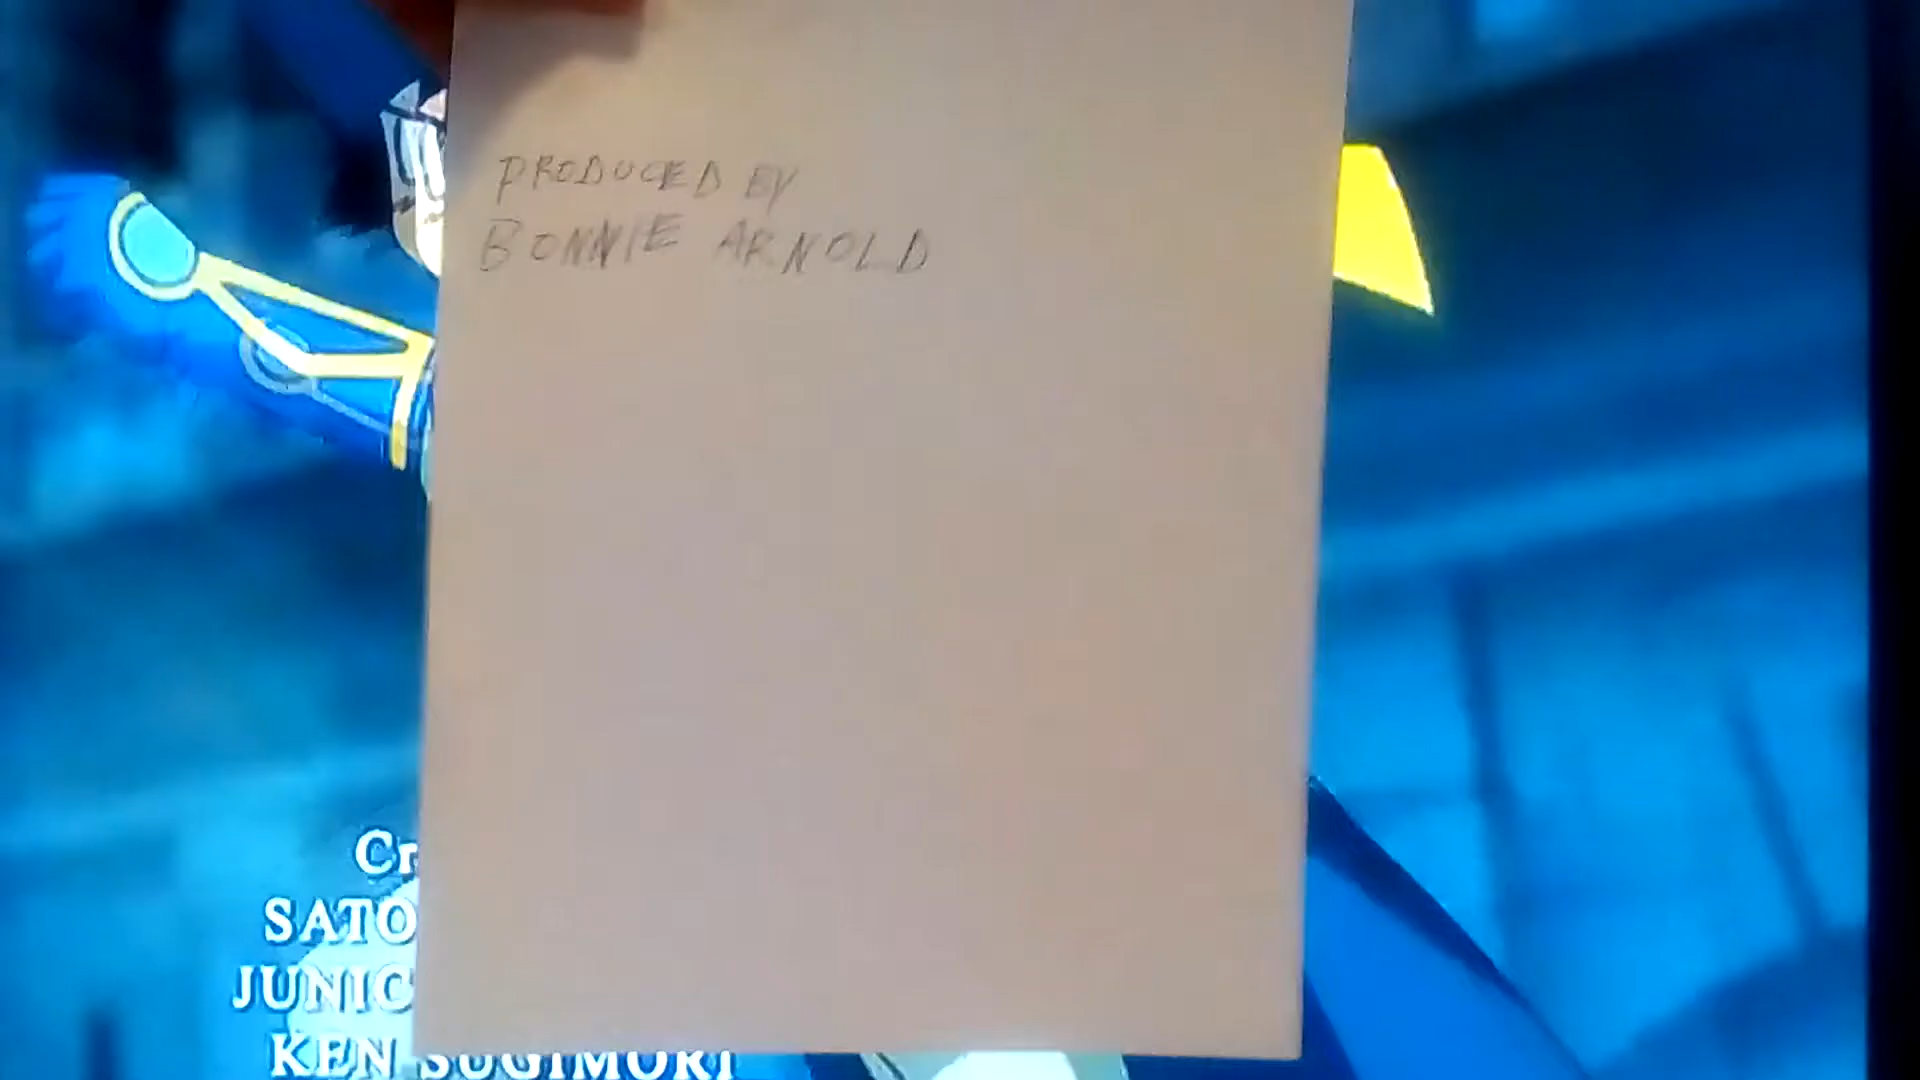 PRODUCED BY
BONNIE ARNOLD
Cr
SATO
JUNIC
KEN SUGIMORI